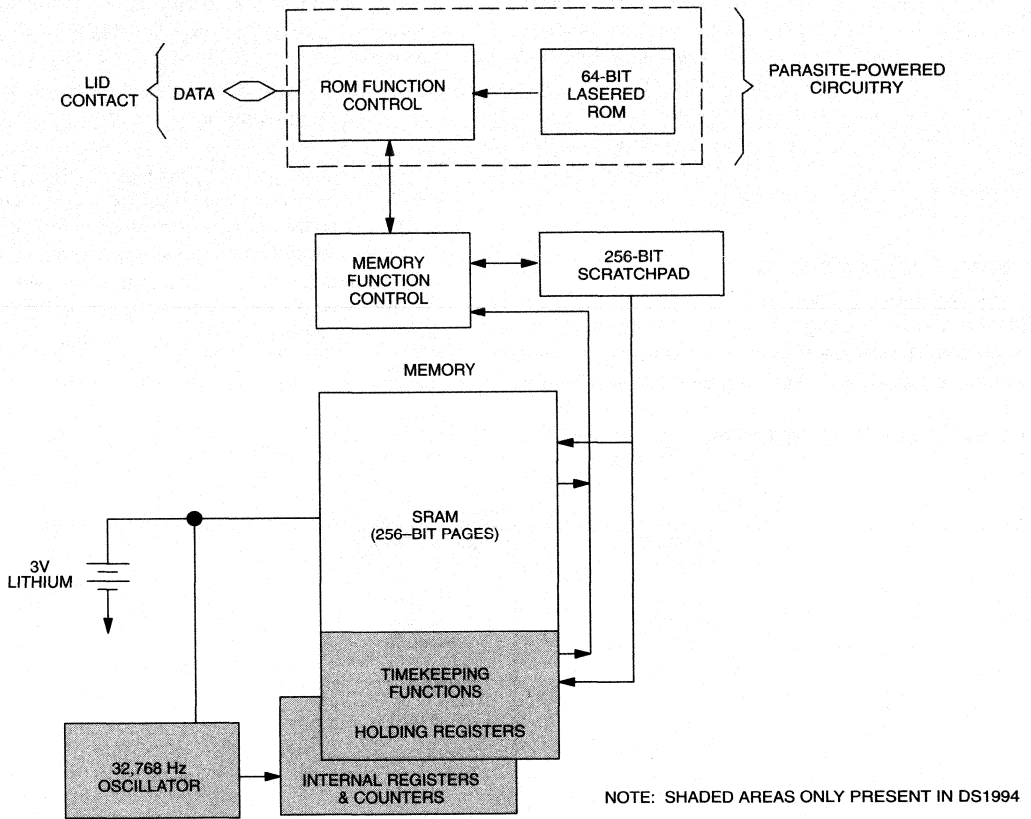 LID
CONTACT
DATA
ROM FUNCTION
CONTROL
64-BIT
LASERED
ROM
PARASITE-POWERED
CIRCUITRY
MEMORY
FUNCTION
CONTROL
256-BIT
SCRATCHPAD
MEMORY
SRAM
(256–BIT PAGES)
3V
LITHIUM
TIMEKEEPING
FUNCTIONS
HOLDING REGISTERS
32,768 Hz
OSCILLATOR
INTERNAL REGISTERS
& COUNTERS
NOTE: SHADED AREAS ONLY PRESENT IN DS1994